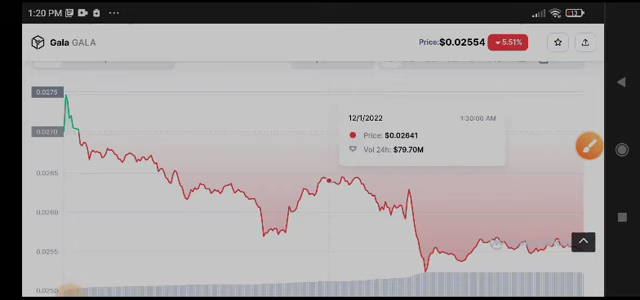 1:20 PM
13
Gala GALA
Price:$0.02554
5.51%
0.0275
12/1/2022
1:30:00 AM
Price: $0.02641
Vol 24h: $79.70M
0.0270
0.0265
0.0260
0.0255
0.0250